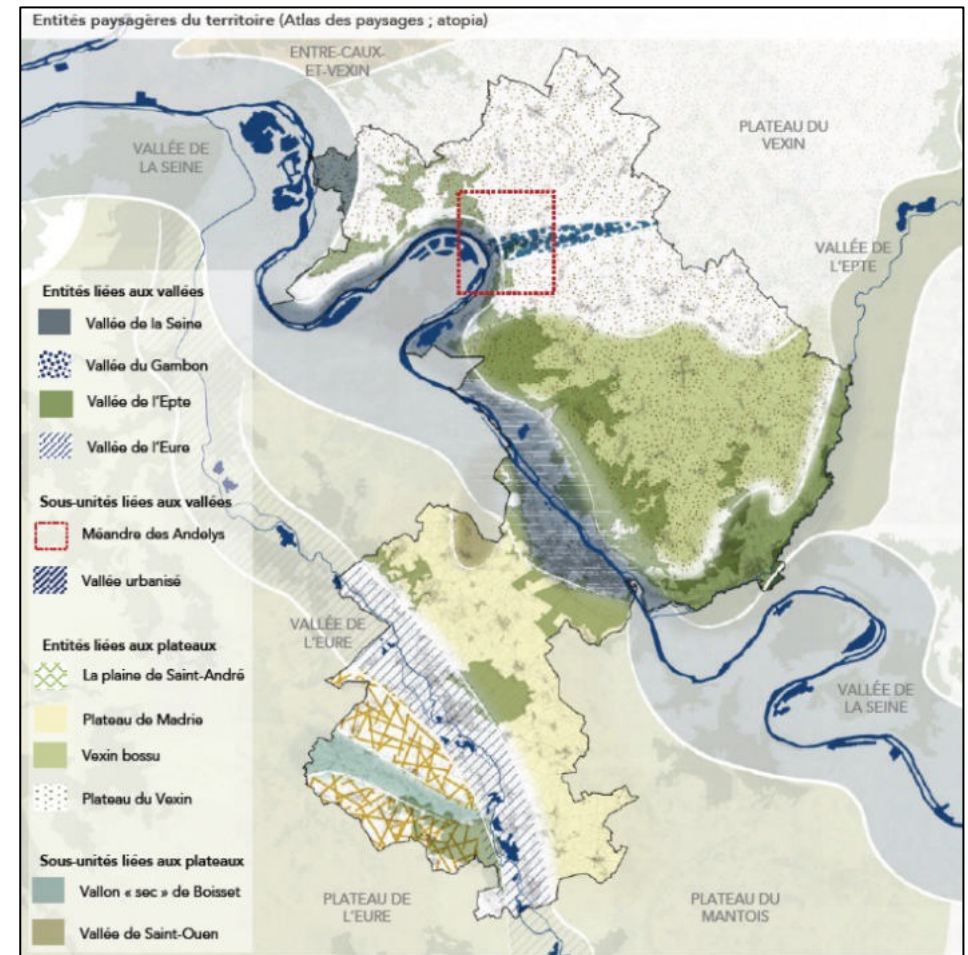 Entités paysagères du territoire (Atlas des paysages ; atopia)
ENTRE-CAUX-
ET-VEXIN
PLATEAU DU
VEXIN
VALLÉE DE
LA SEINE
VALLÉE DE
L'EPTE
Entités liées aux vallées
Vallée de la Seine
Vallée du Gambon
Vallée de l'Epte
Vallée de l'Eure
Sous-unités liées aux vallées
Méandre des Andelys
Vallée urbanisé
VALLÉE DE
L'EURE
Entités liées aux plateaux
La plaine de Saint-André
Plateau de Madrie
Vexin bossu
Plateau du Vexin
VALLÉE DE
LA SEINE
Sous-unités liées aux plateaux
Vallon « sec » de Boisset
Vallée de Saint-Ouen
PLATEAU DE
L'EURE
PLATEAU DU
MANTOIS